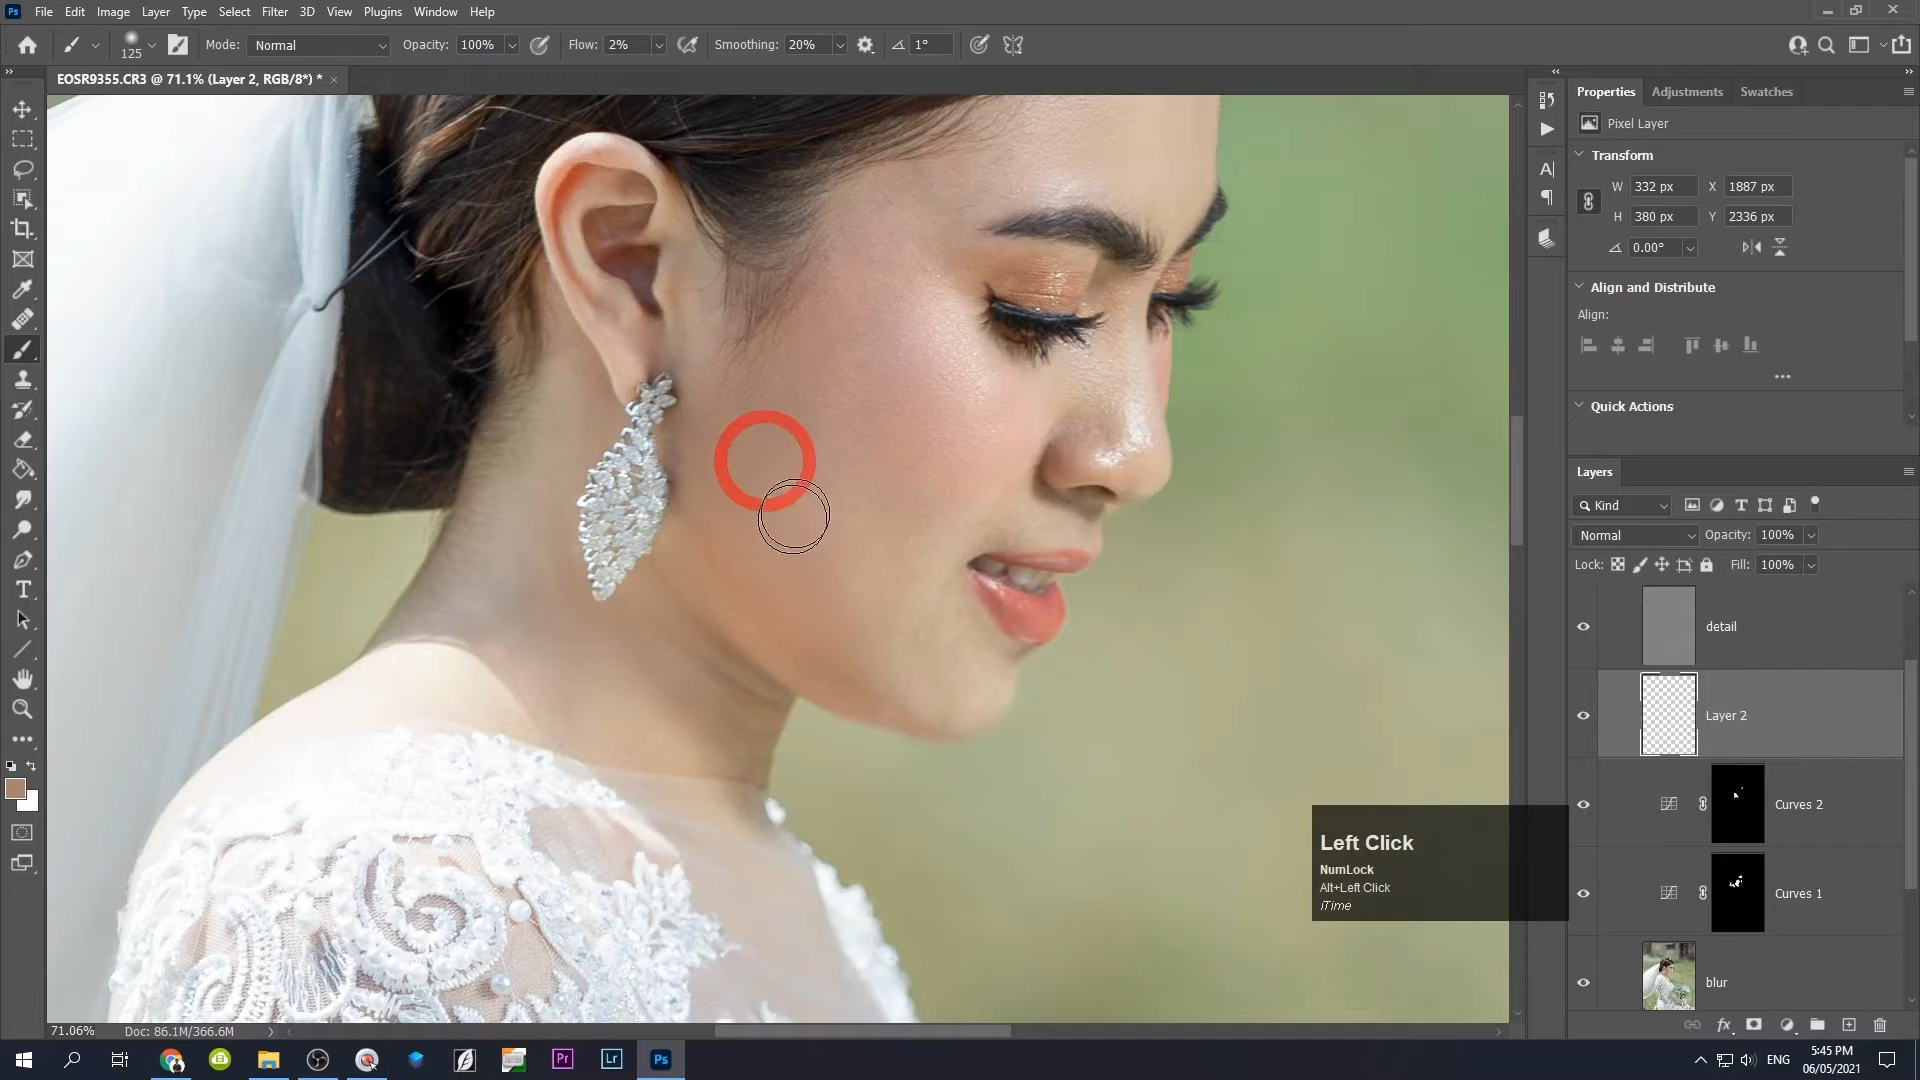 Ps File Edit Image Layer Type Select Filter 3D View Plugins Window Help
125 Mode: Normal Opacity: 100% Flow: 2% Smoothing: 20% 1°
EOSR9355.CR3 @ 71.1% (Layer 2, RGB/8*) * ×
Properties Adjustments Swatches
Pixel Layer
Transform
W 332 px X 1887 px
H 380 px Y 2336 px
0.00°
Align and Distribute
Align:
Quick Actions
Layers
Kind
Normal Opacity: 100%
Lock: Fill: 100%
detail
Layer 2
Curves 2
Curves 1
blur
Left Click
NumLock
Alt+Left Click
iTime
71.06% Doc: 86.1M/366.6M
Pr Lr Ps
ENG 5:45 PM
06/05/2021